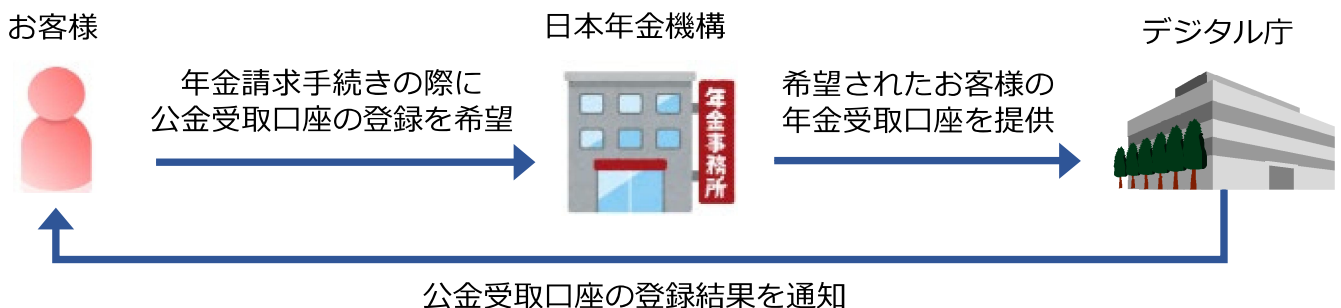 お客様
日本年金機構
デジタル庁
年金請求手続きの際に
公金受取口座の登録を希望
年金事務所
希望されたお客様の
年金受取口座を提供
公金受取口座の登録結果を通知